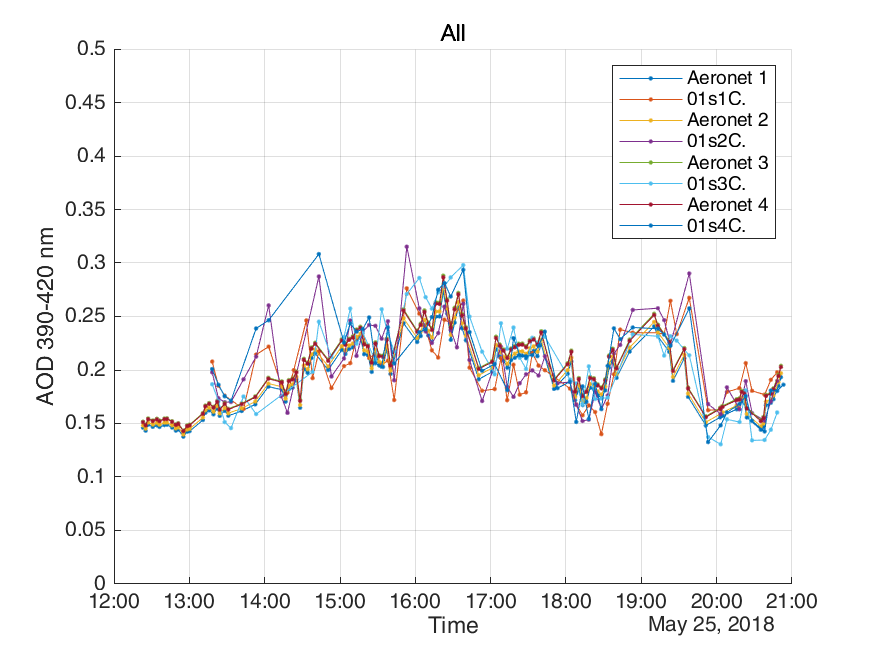 All
0.5
0.45
0.4
0.35
0.3
0.25
0.2
0.15
0.1
0.05
0
AOD 390-420 nm
Aeronet 1
01s1C.
Aeronet 2
01s2C.
Aeronet 3
01s3C.
Aeronet 4
01s4C.
12:00 13:00 14:00 15:00 16:00 17:00 18:00 19:00 20:00 21:00
Time
May 25, 2018